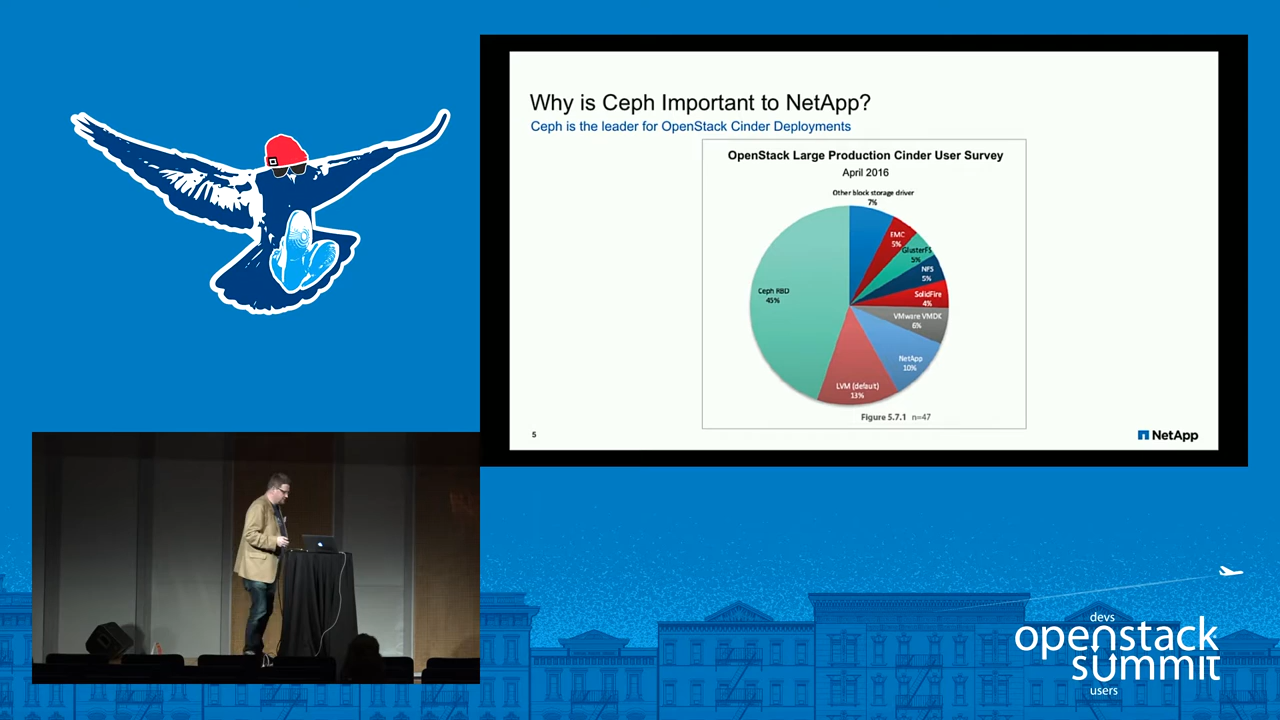 Why is Ceph Important to NetApp?
Ceph is the leader for OpenStack Cinder Deployments
OpenStack Large Production Cinder User Survey
April 2016
Other block storage driver
7%
EMC
5%
GlusterFS
5%
NFS
5%
SolidFire
4%
VMware VMDK
6%
NetApp
10%
LVM (default)
13%
Ceph RBD
45%
Figure 5.7.1 n=47
5
NetApp
devs
openstack
summit
users